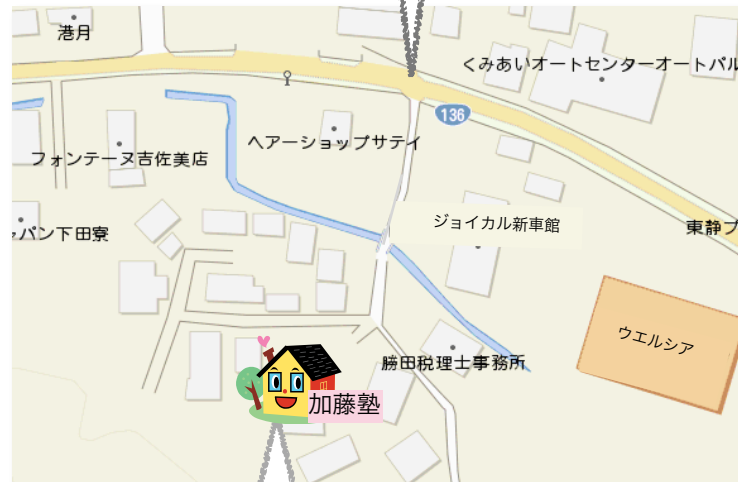 港月
くみあいオートセンターオートパル
136
ヘアーショップサテイ
フォンテーヌ吉佐美店
ジョイカル新車館
東静プ
ャパン下田寮
ウエルシア
勝田税理士事務所
加藤塾